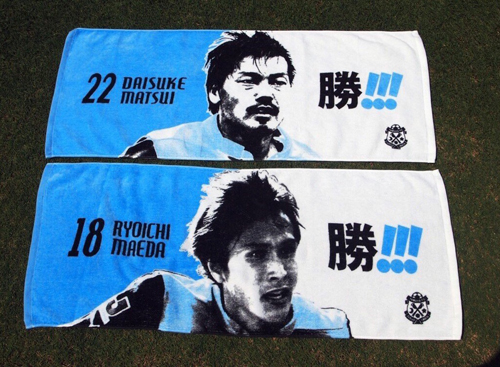 22 DAISUKE
MATSUI
勝!!!
18 RYOICHI
MAEDA
勝!!!